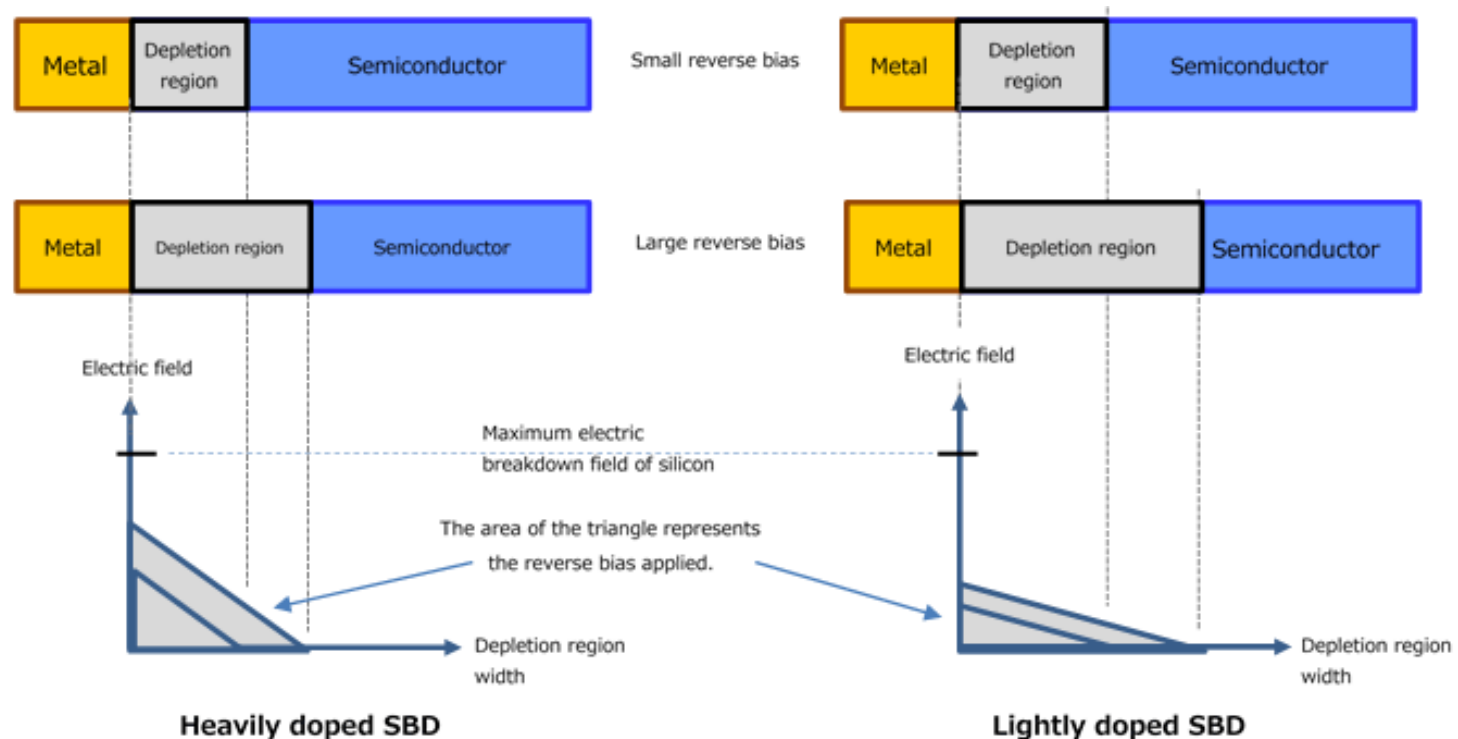 Metal
Depletion
region
Semiconductor
Small reverse bias
Metal
Depletion
region
Semiconductor
Metal
Depletion region
Semiconductor
Large reverse bias
Metal
Depletion region
Semiconductor
Electric field
Electric field
Maximum electric
breakdown field of silicon
The area of the triangle represents
the reverse bias applied.
Depletion region
width
Depletion region
width
Heavily doped SBD
Lightly doped SBD